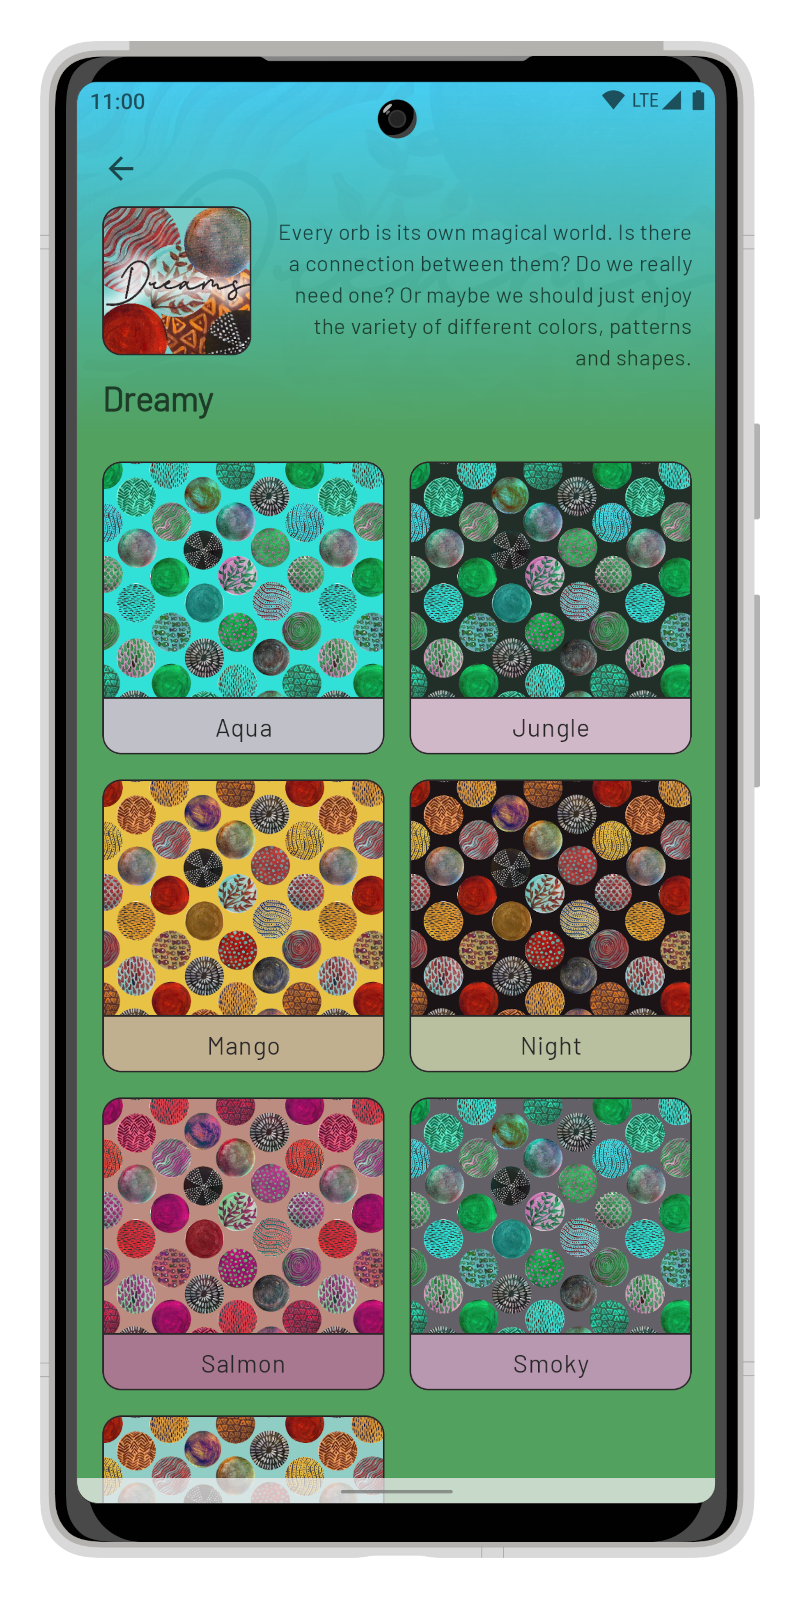 11:00
LTE
Dreams
Every orb is its own magical world. Is there
a connection between them? Do we really
need one? Or maybe we should just enjoy
the variety of different colors, patterns
and shapes.
Dreamy
Aqua
Jungle
Mango
Night
Salmon
Smoky